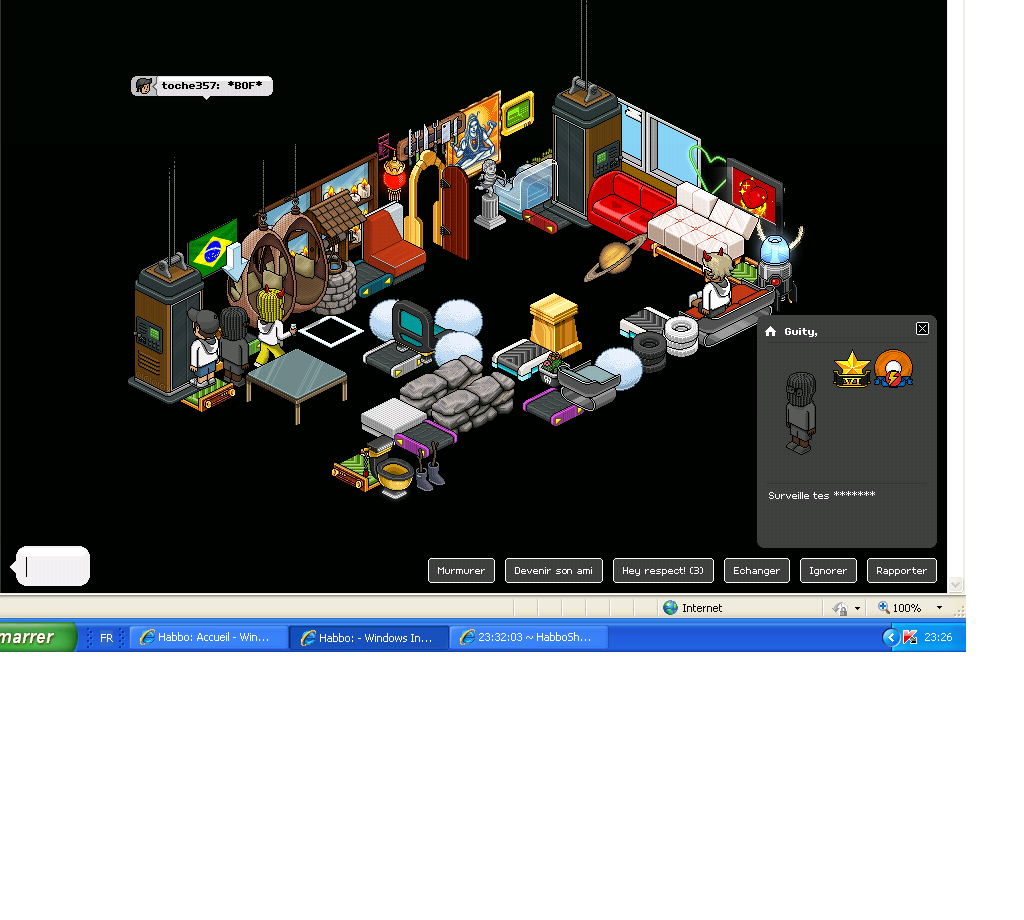 toche357: *BOF*
Guity,
Surveille tes *******
Murmurer
Devenir son ami
Hey respect! (3)
Echanger
Ignorer
Rapporter
Internet
100%
marrer
FR
Habbo: Accueil - Win...
Habbo: - Windows In...
23:32:03 ~ HabboSh...
23:26